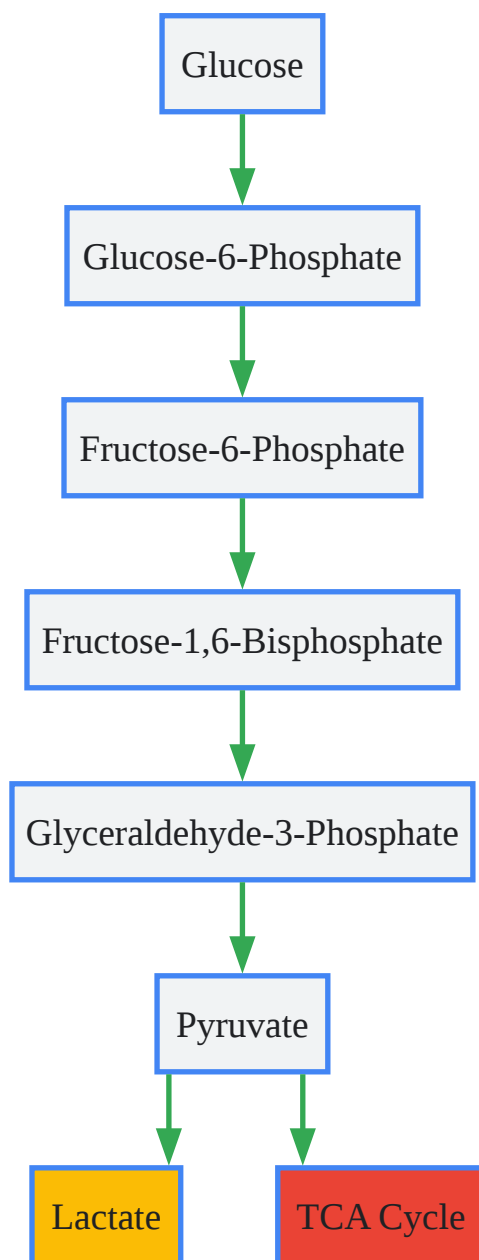 Glucose
Glucose-6-Phosphate
Fructose-6-Phosphate
Fructose-1,6-Bisphosphate
Glyceraldehyde-3-Phosphate
Pyruvate
Lactate
TCA Cycle